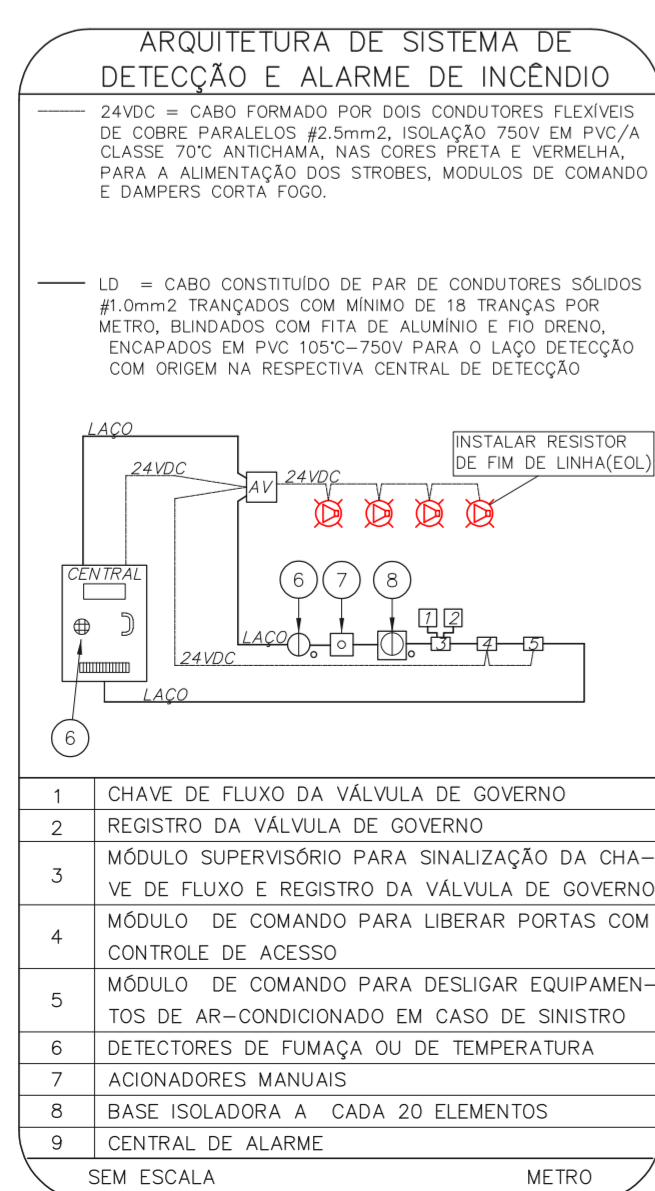 ARQUITETURA DE SISTEMA DE
DETECÇÃO E ALARME DE INCÊNDIO
24VDC = CABO FORMADO POR DOIS CONDUTORES FLEXÍVEIS
DE COBRE PARALELOS #2.5mm2, ISOLAÇÃO 750V EM PVC/A
CLASSE 70°C ANTICHAMA, NAS CORES PRETA E VERMELHA,
PARA A ALIMENTAÇÃO DOS STROBES, MODULOS DE COMANDO
E DAMPERS CORTA FOGO.
LD = CABO CONSTITUÍDO DE PAR DE CONDUTORES SÓLIDOS
#1.0mm2 TRANÇADOS COM MÍNIMO DE 18 TRANÇAS POR
METRO, BLINDADOS COM FITA DE ALUMÍNIO E FIO DRENO,
ENCAPADOS EM PVC 105°C-750V PARA O LAÇO DETECÇÃO
COM ORIGEM NA RESPECTIVA CENTRAL DE DETECÇÃO
LAÇO
INSTALAR RESISTOR
DE FIM DE LINHA(EOL)
24VDC
AV
24VDC
CENTRAL
6
7
8
1
2
LAÇO
3
4
5
24VDC
LAÇO
6
1 CHAVE DE FLUXO DA VÁLVULA DE GOVERNO
2 REGISTRO DA VÁLVULA DE GOVERNO
3 MÓDULO SUPERVISÓRIO PARA SINALIZAÇÃO DA CHA-
VE DE FLUXO E REGISTRO DA VÁLVULA DE GOVERNO
4 MÓDULO DE COMANDO PARA LIBERAR PORTAS COM
CONTROLE DE ACESSO
5 MÓDULO DE COMANDO PARA DESLIGAR EQUIPAMEN-
TOS DE AR-CONDICIONADO EM CASO DE SINISTRO
6 DETECTORES DE FUMAÇA OU DE TEMPERATURA
7 ACIONADORES MANUAIS
8 BASE ISOLADORA A CADA 20 ELEMENTOS
9 CENTRAL DE ALARME
SEM ESCALA METRO